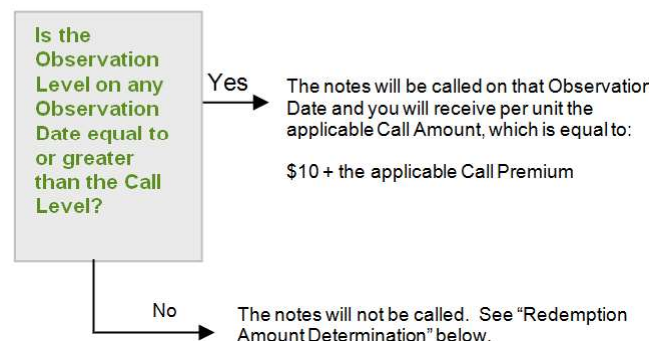 Is the
Observation
Level on any
Observation
Date equal to
or greater
than the Call
Level?
Yes
The notes will be called on that Observation
Date and you will receive per unit the
applicable Call Amount, which is equal to:
$10 + the applicable Call Premium
No
The notes will not be called. See “Redemption
Amount Determination” below.